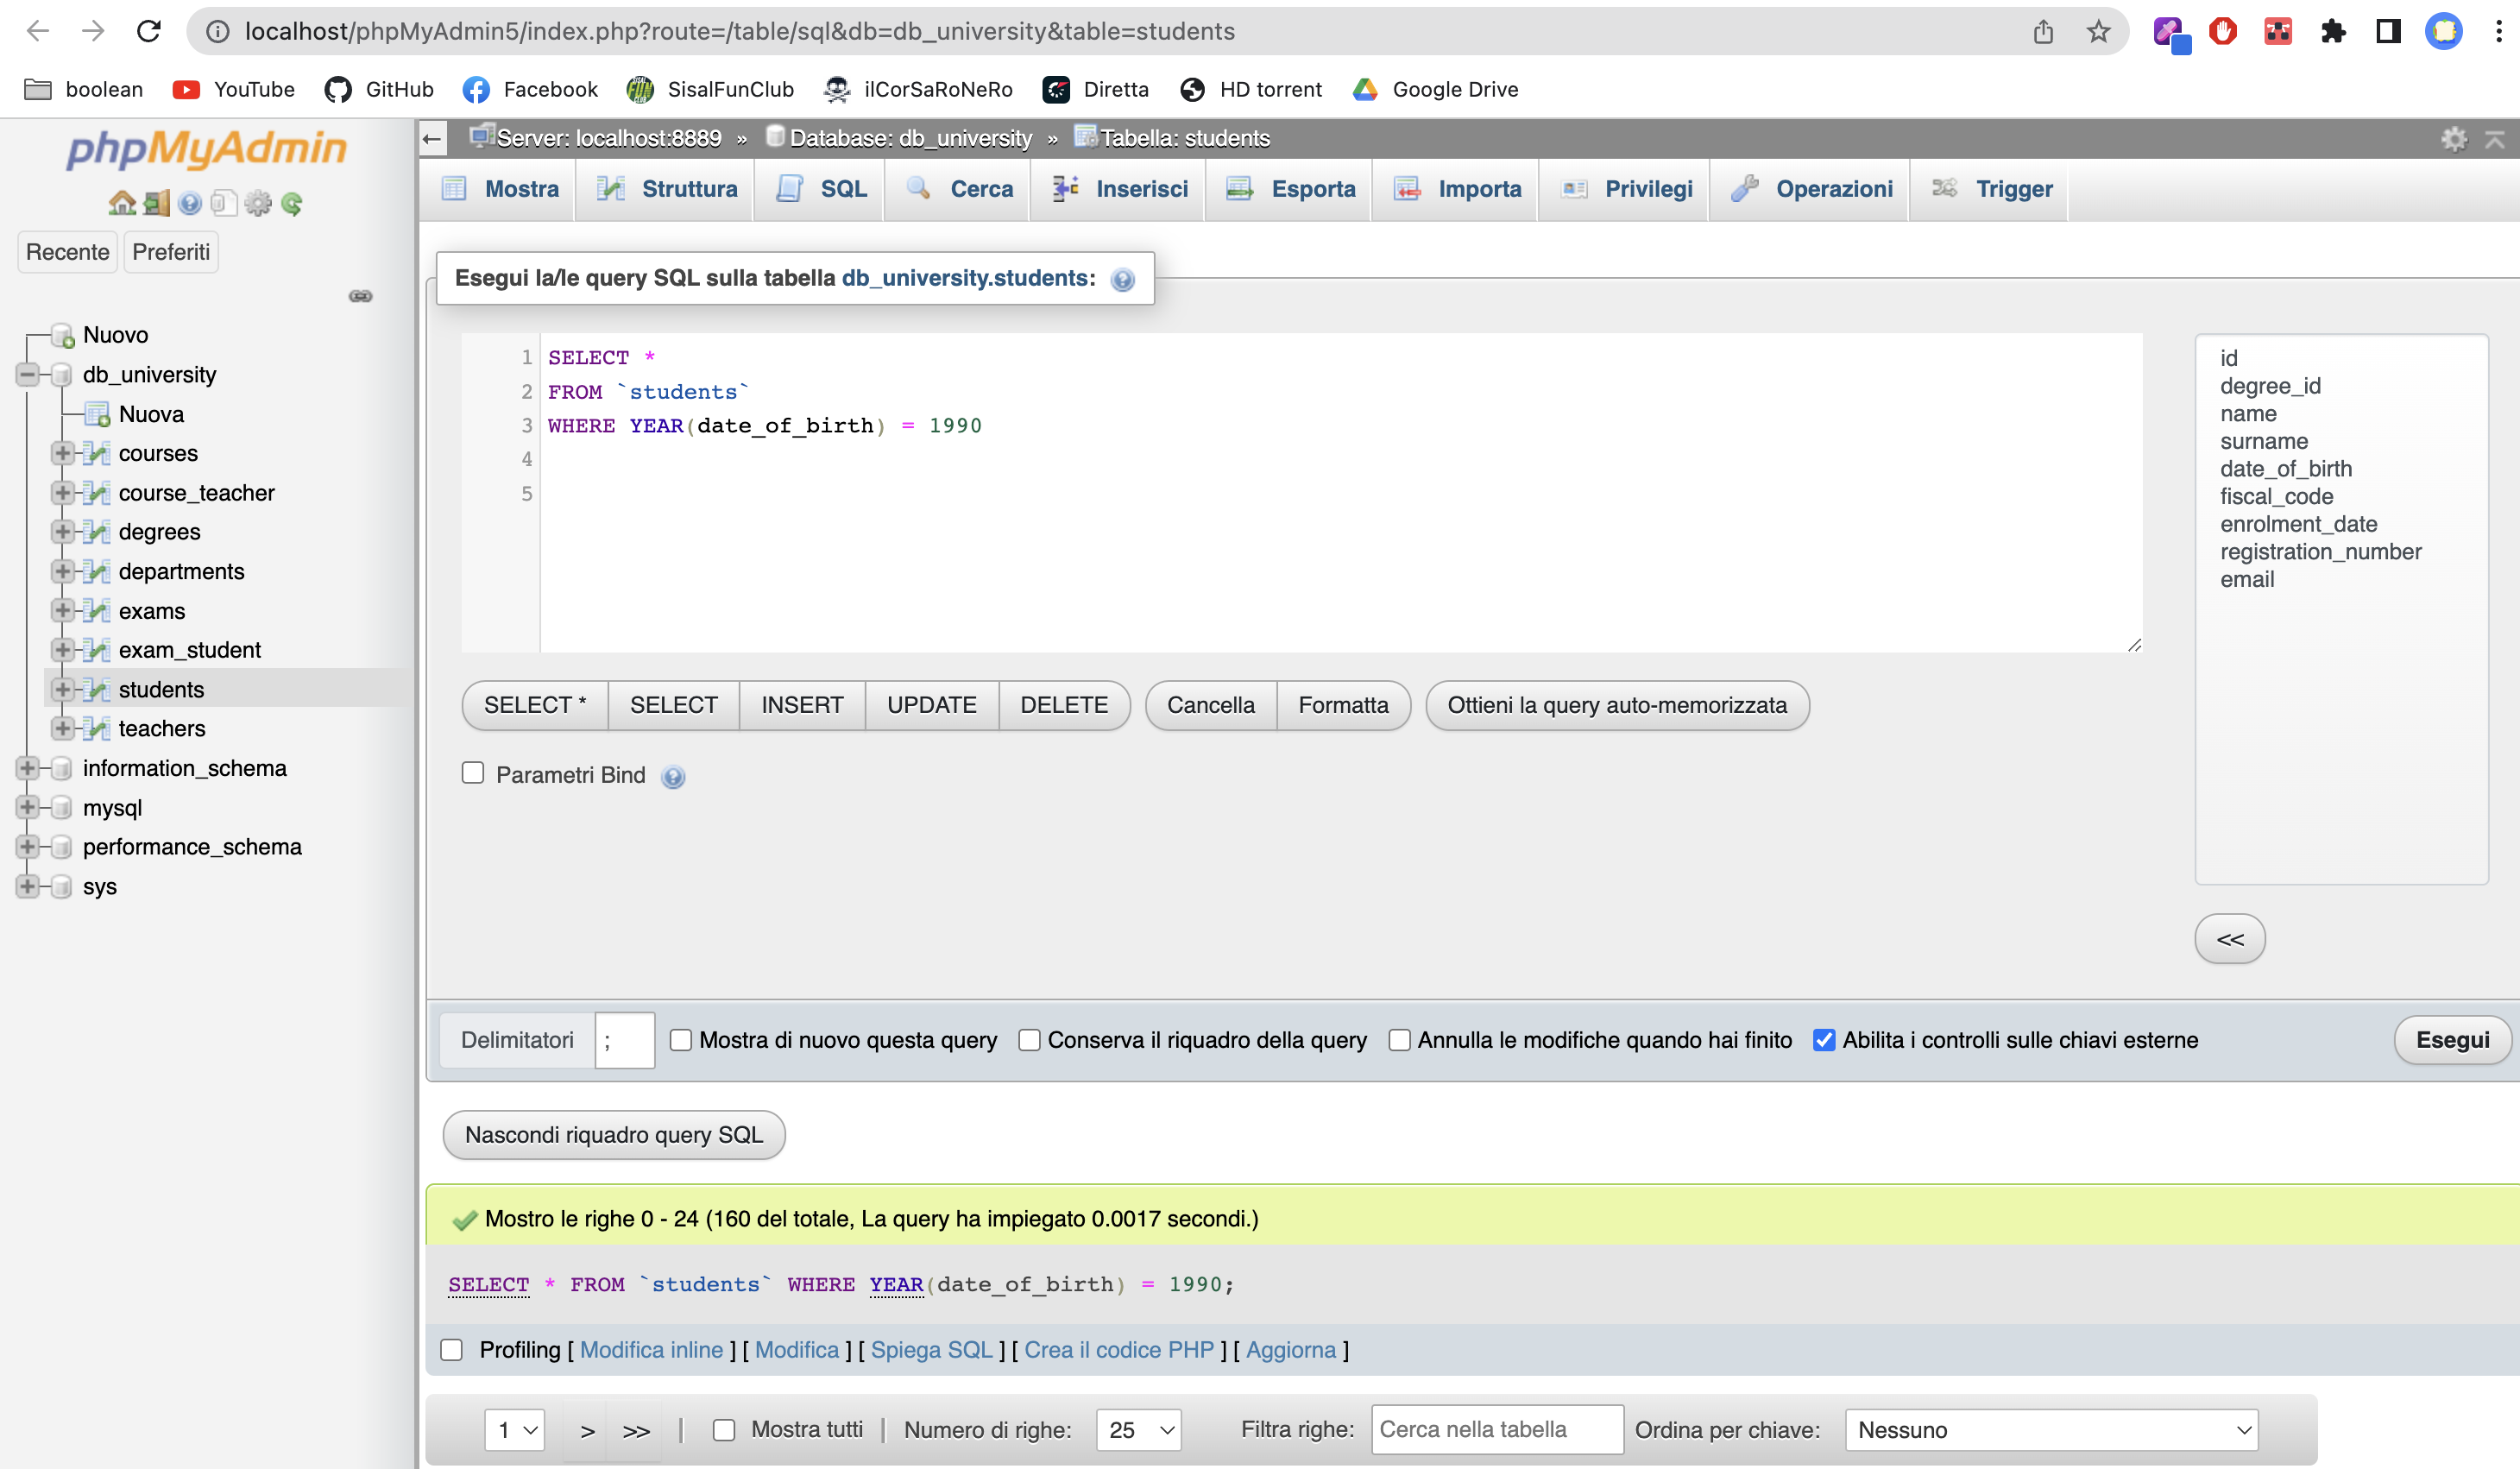 localhost/phpMyAdmin5/index.php?route=/table/sql&db=db_university&table=students
boolean YouTube GitHub Facebook SisalFunClub ilCorSaRoNeRo Diretta HD torrent Google Drive
phpMyAdmin
Recente Preferiti
Nuovo
db_university
Nuova
courses
course_teacher
degrees
departments
exams
exam_student
students
teachers
information_schema
mysql
performance_schema
sys
Server: localhost:8889 » Database: db_university » Tabella: students
Mostra Struttura SQL Cerca Inserisci Esporta Importa Privilegi Operazioni Trigger
Esegui la/le query SQL sulla tabella db_university.students:
1 SELECT *
2 FROM `students`
3 WHERE YEAR(date_of_birth) = 1990
4
5
id
degree_id
name
surname
date_of_birth
fiscal_code
enrolment_date
registration_number
email
SELECT * SELECT INSERT UPDATE DELETE Cancella Formatta Ottieni la query auto-memorizzata
Parametri Bind
<<
Delimitatori ; Mostra di nuovo questa query Conserva il riquadro della query Annulla le modifiche quando hai finito Abilita i controlli sulle chiavi esterne Esegui
Nascondi riquadro query SQL
Mostro le righe 0 - 24 (160 del totale, La query ha impiegato 0.0017 secondi.)
SELECT * FROM `students` WHERE YEAR(date_of_birth) = 1990;
Profiling [ Modifica inline ] [ Modifica ] [ Spiega SQL ] [ Crea il codice PHP ] [ Aggiorna ]
1 > >> | Mostra tutti | Numero di righe: 25 Filtra righe: Cerca nella tabella Ordina per chiave: Nessuno